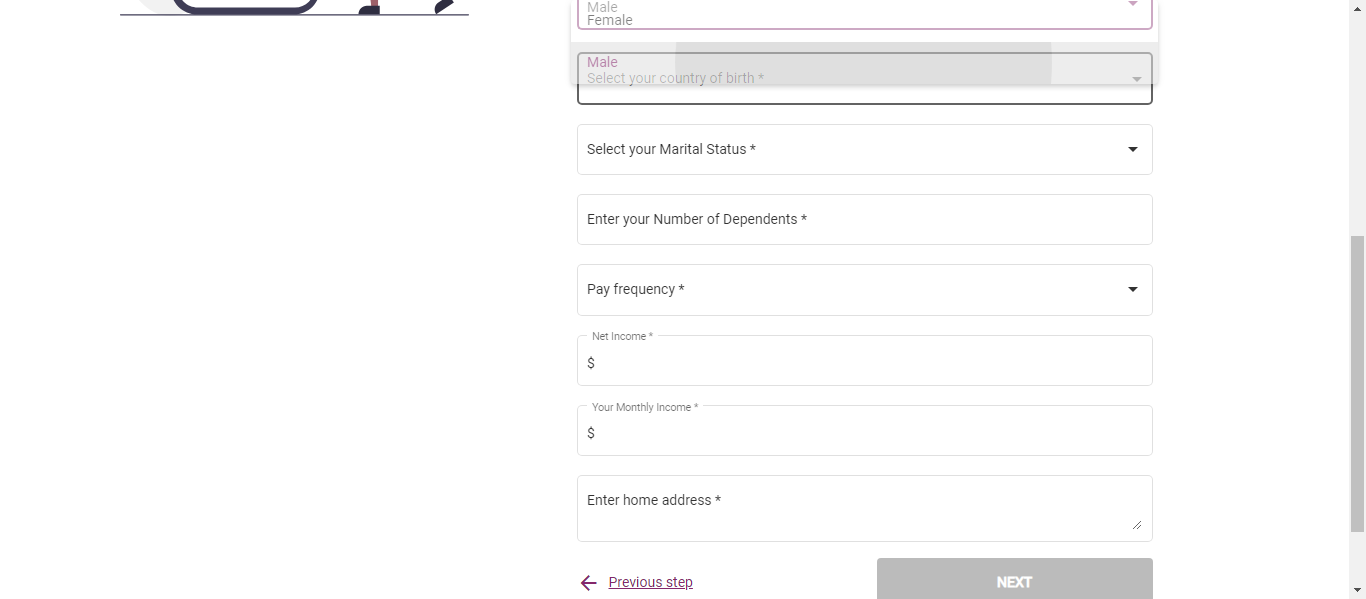 Male
Female
Male
Select your country of birth *
Select your Marital Status *
Enter your Number of Dependents *
Pay frequency *
Net Income *
$
Your Monthly Income *
$
Enter home address *
Previous step
NEXT